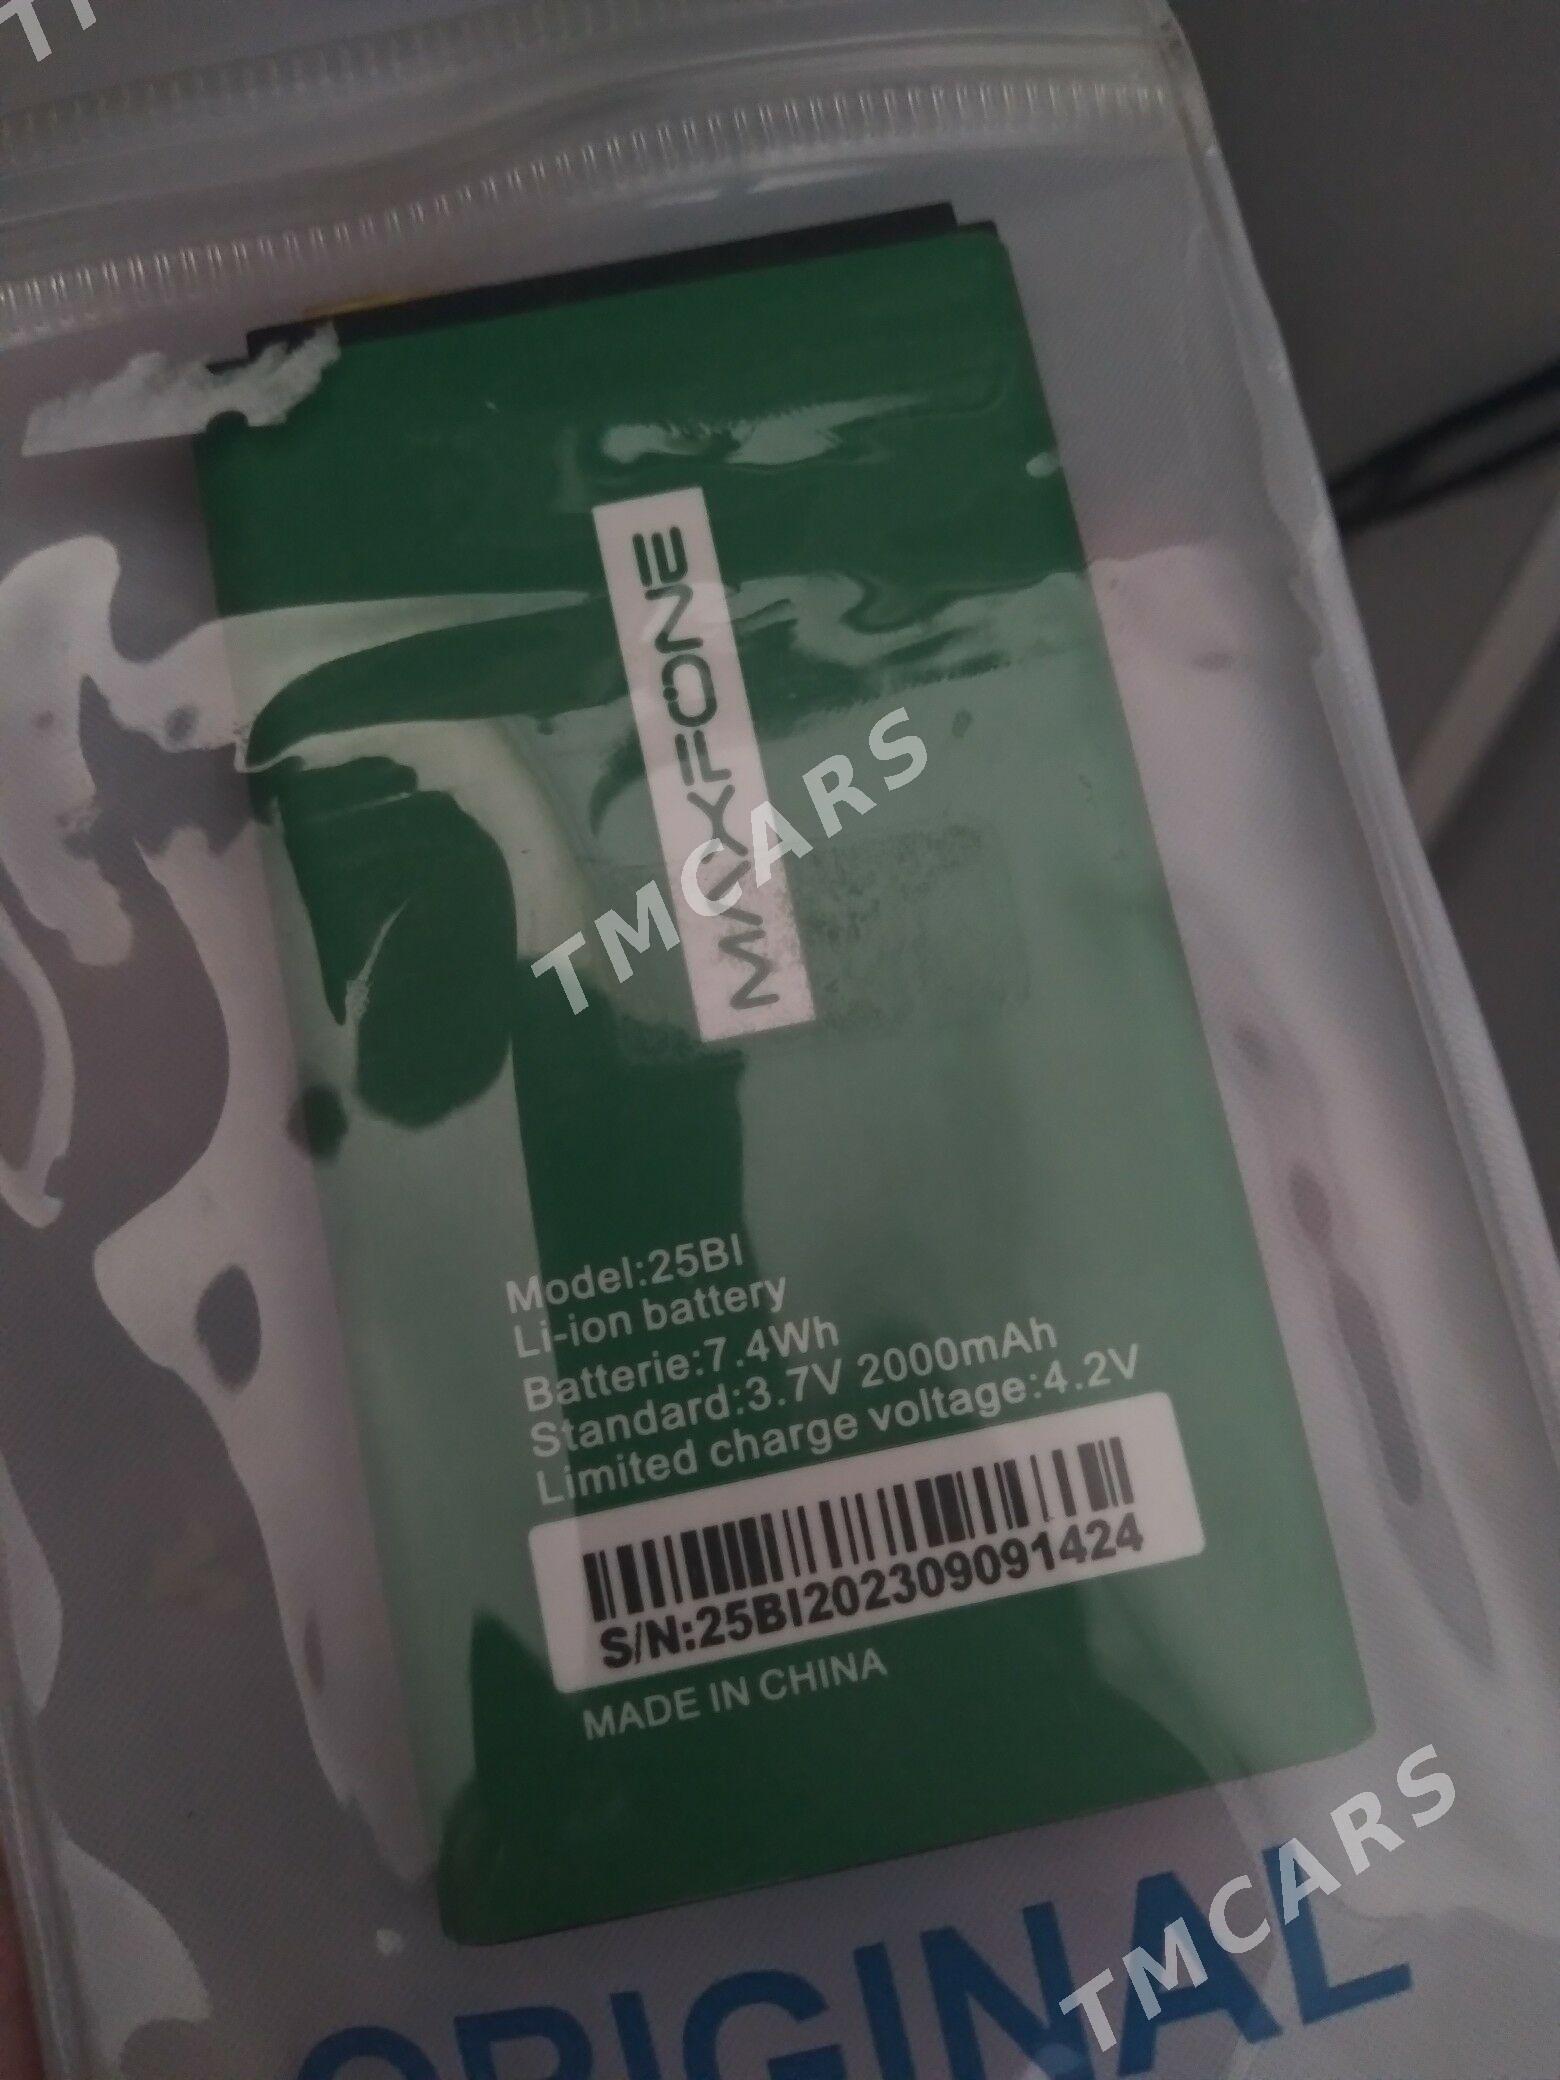 MAXFONE
TMCARS
Model:25BI
Li-ion battery
Batterie:7.4Wh
Standard:3.7V 2000mAh
Limited charge voltage:4.2V
S/N:25BI202309091424
MADE IN CHINA
TMCARS
ORIGINAL